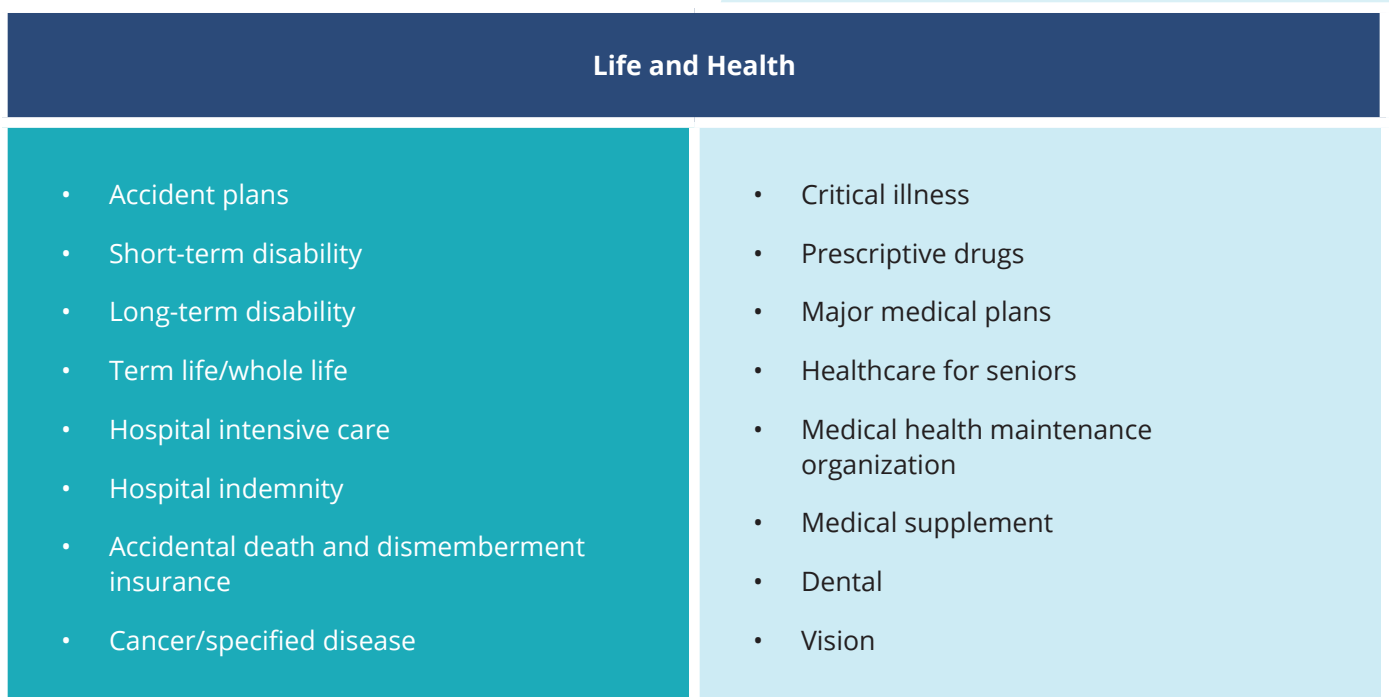 Life and Health
• Accident plans
• Short-term disability
• Long-term disability
• Term life/whole life
• Hospital intensive care
• Hospital indemnity
• Accidental death and dismemberment
insurance
• Cancer/specified disease
• Critical illness
• Prescriptive drugs
• Major medical plans
• Healthcare for seniors
• Medical health maintenance
organization
• Medical supplement
• Dental
• Vision